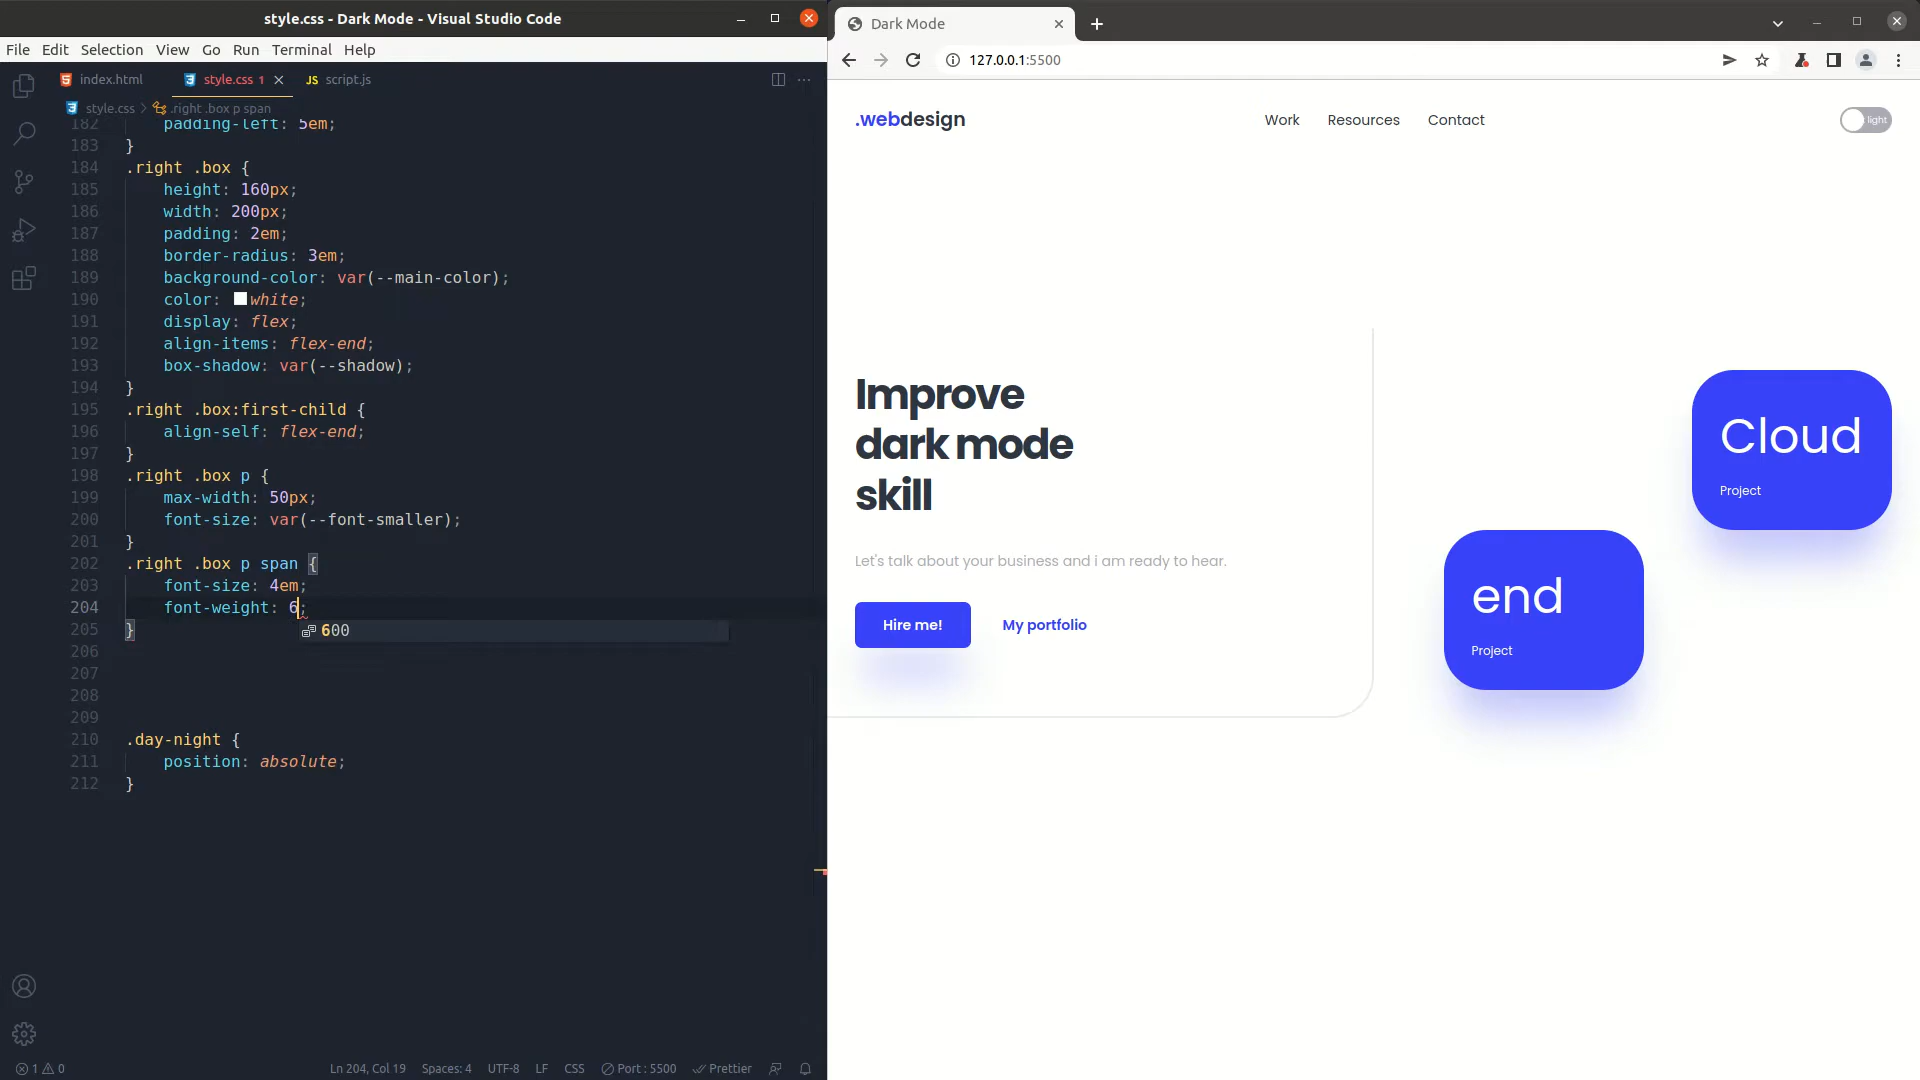 style.css - Dark Mode - Visual Studio Code
File Edit Selection View Go Run Terminal Help
index.html style.css 1 JS script.js
style.css > .right .box p span
182 padding-left: 5em;
183 }
184 .right .box {
185 height: 160px;
186 width: 200px;
187 padding: 2em;
188 border-radius: 3em;
189 background-color: var(--main-color);
190 color: white;
191 display: flex;
192 align-items: flex-end;
193 box-shadow: var(--shadow);
194 }
195 .right .box:first-child {
196 align-self: flex-end;
197 }
198 .right .box p {
199 max-width: 50px;
200 font-size: var(--font-smaller);
201 }
202 .right .box p span {
203 font-size: 4em;
204 font-weight: 6;
205 }
600
206
207
208
209
210 .day-night {
211 position: absolute;
212 }
1 0 Ln 204, Col 19 Spaces: 4 UTF-8 LF CSS Port : 5500 Prettier
Dark Mode
127.0.0.1:5500
.webdesign Work Resources Contact light
Improve
dark mode
skill
Let's talk about your business and i am ready to hear.
Hire me! My portfolio
Cloud
Project
end
Project